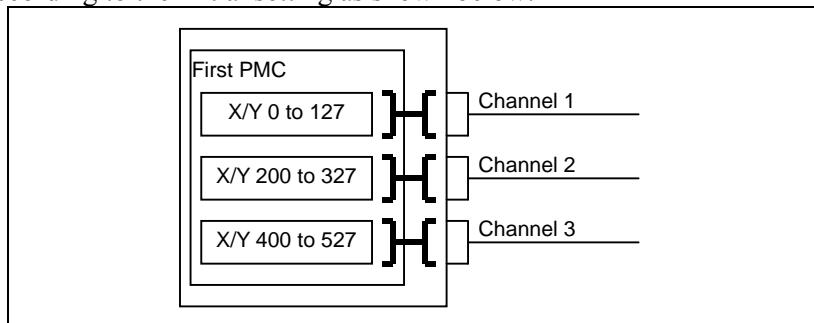 First PMC
X/Y 0 to 127
Channel 1
X/Y 200 to 327
Channel 2
X/Y 400 to 527
Channel 3